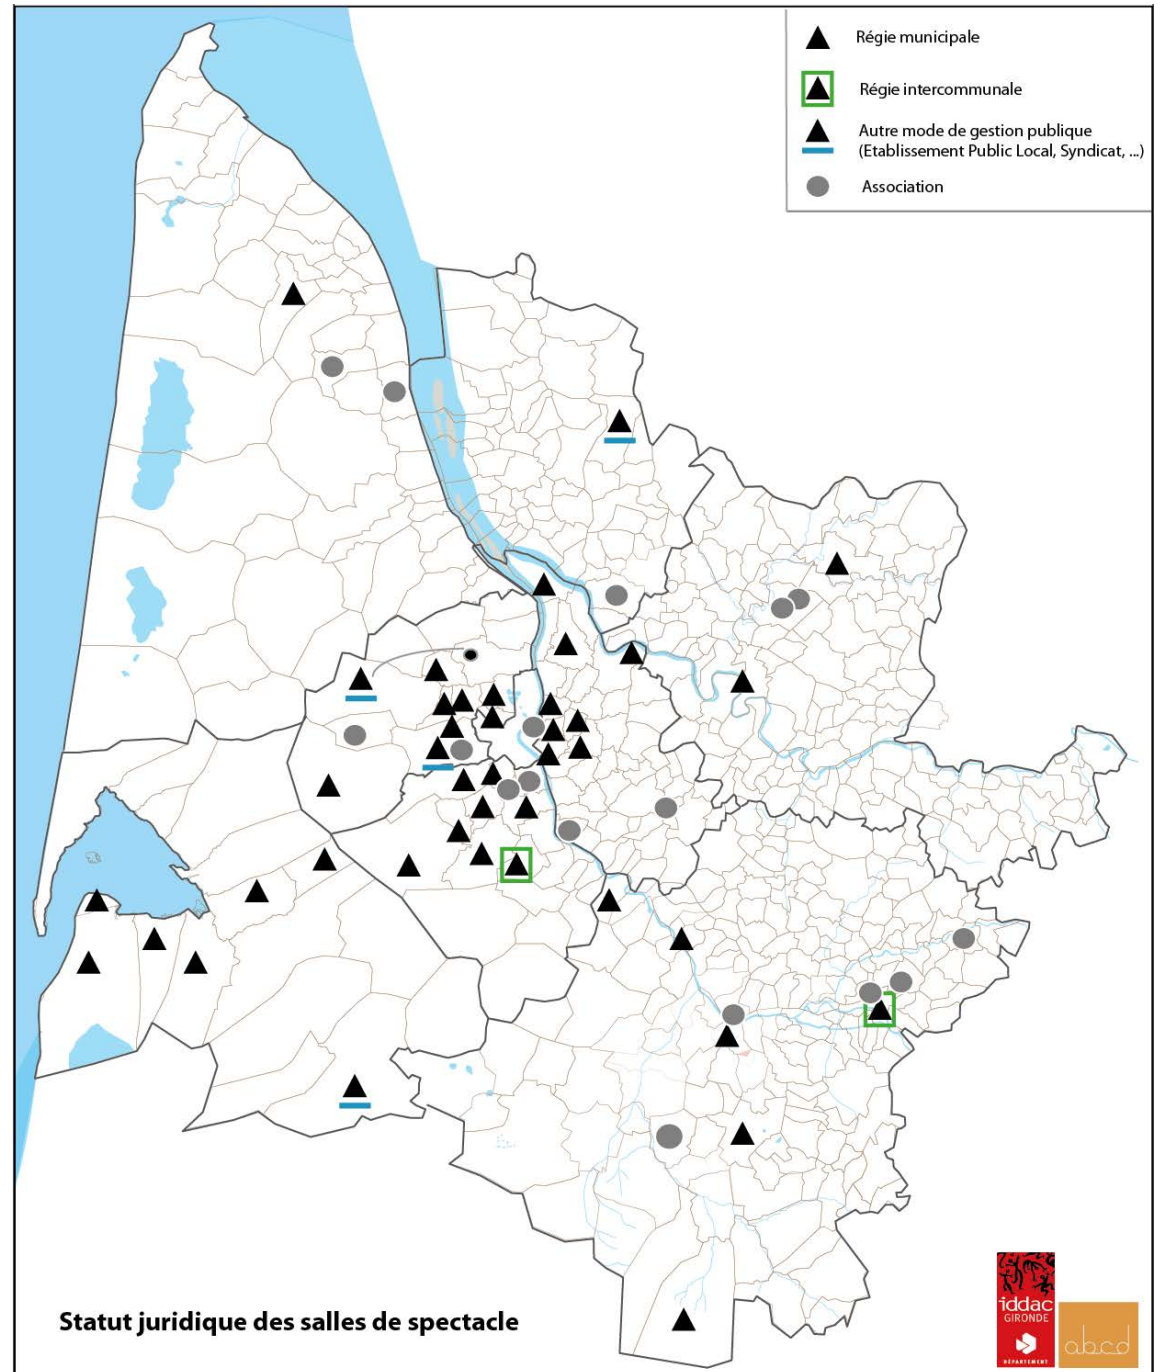 Régie municipale
Régie intercommunale
Autre mode de gestion publique
(Etablissement Public Local, Syndicat, ...)
Association
Statut juridique des salles de spectacle
iddac
GIRONDE
DÉPARTEMENT
abcd